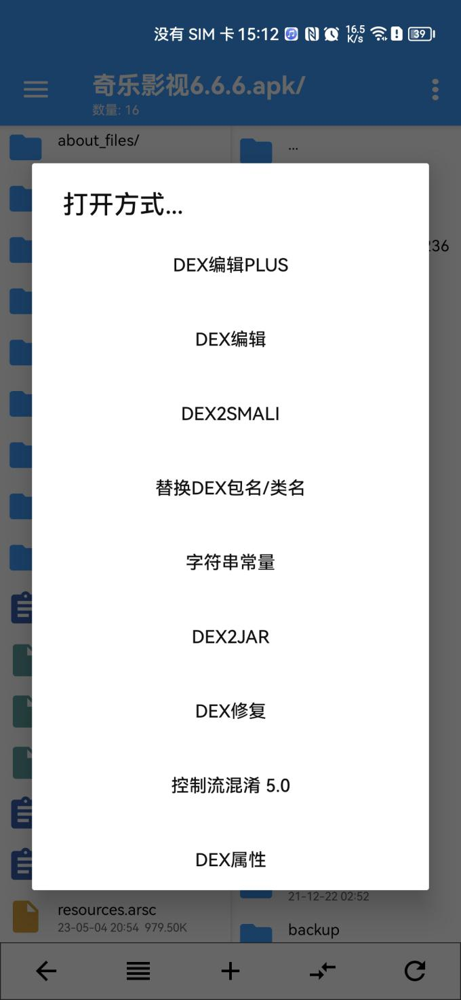 没有 SIM 卡 15:12 16.5 K/s 39
奇乐影视6.6.6.apk/
数量: 16
about_files/
...
打开方式...
236
DEX编辑PLUS
DEX编辑
DEX2SMALI
替换DEX包名/类名
字符串常量
DEX2JAR
DEX修复
控制流混淆 5.0
DEX属性
21-12-22 02:52
resources.arsc
23-05-04 20:54 979.50K
backup